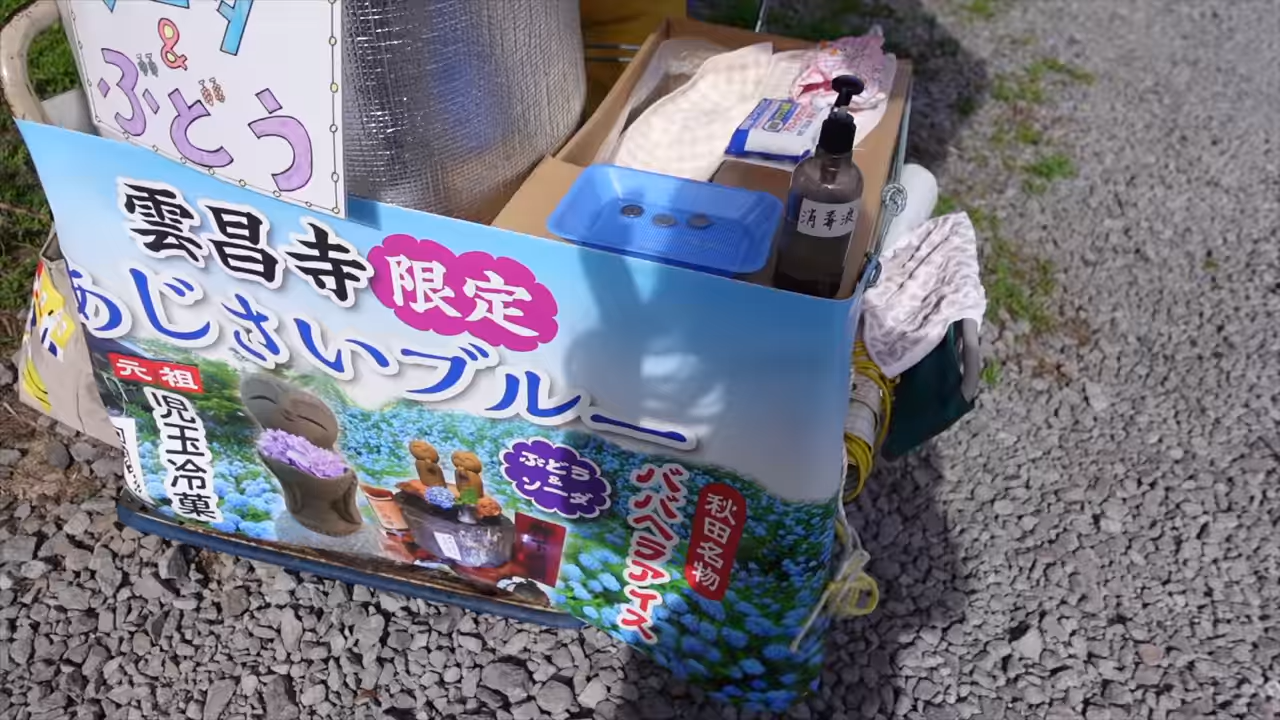 &
ぶどう
消毒液
雲昌寺
限定
あじさいブルー
元祖
児玉冷菓
ぶどう
&
ソーダ
ババヘラアイス
秋田名物